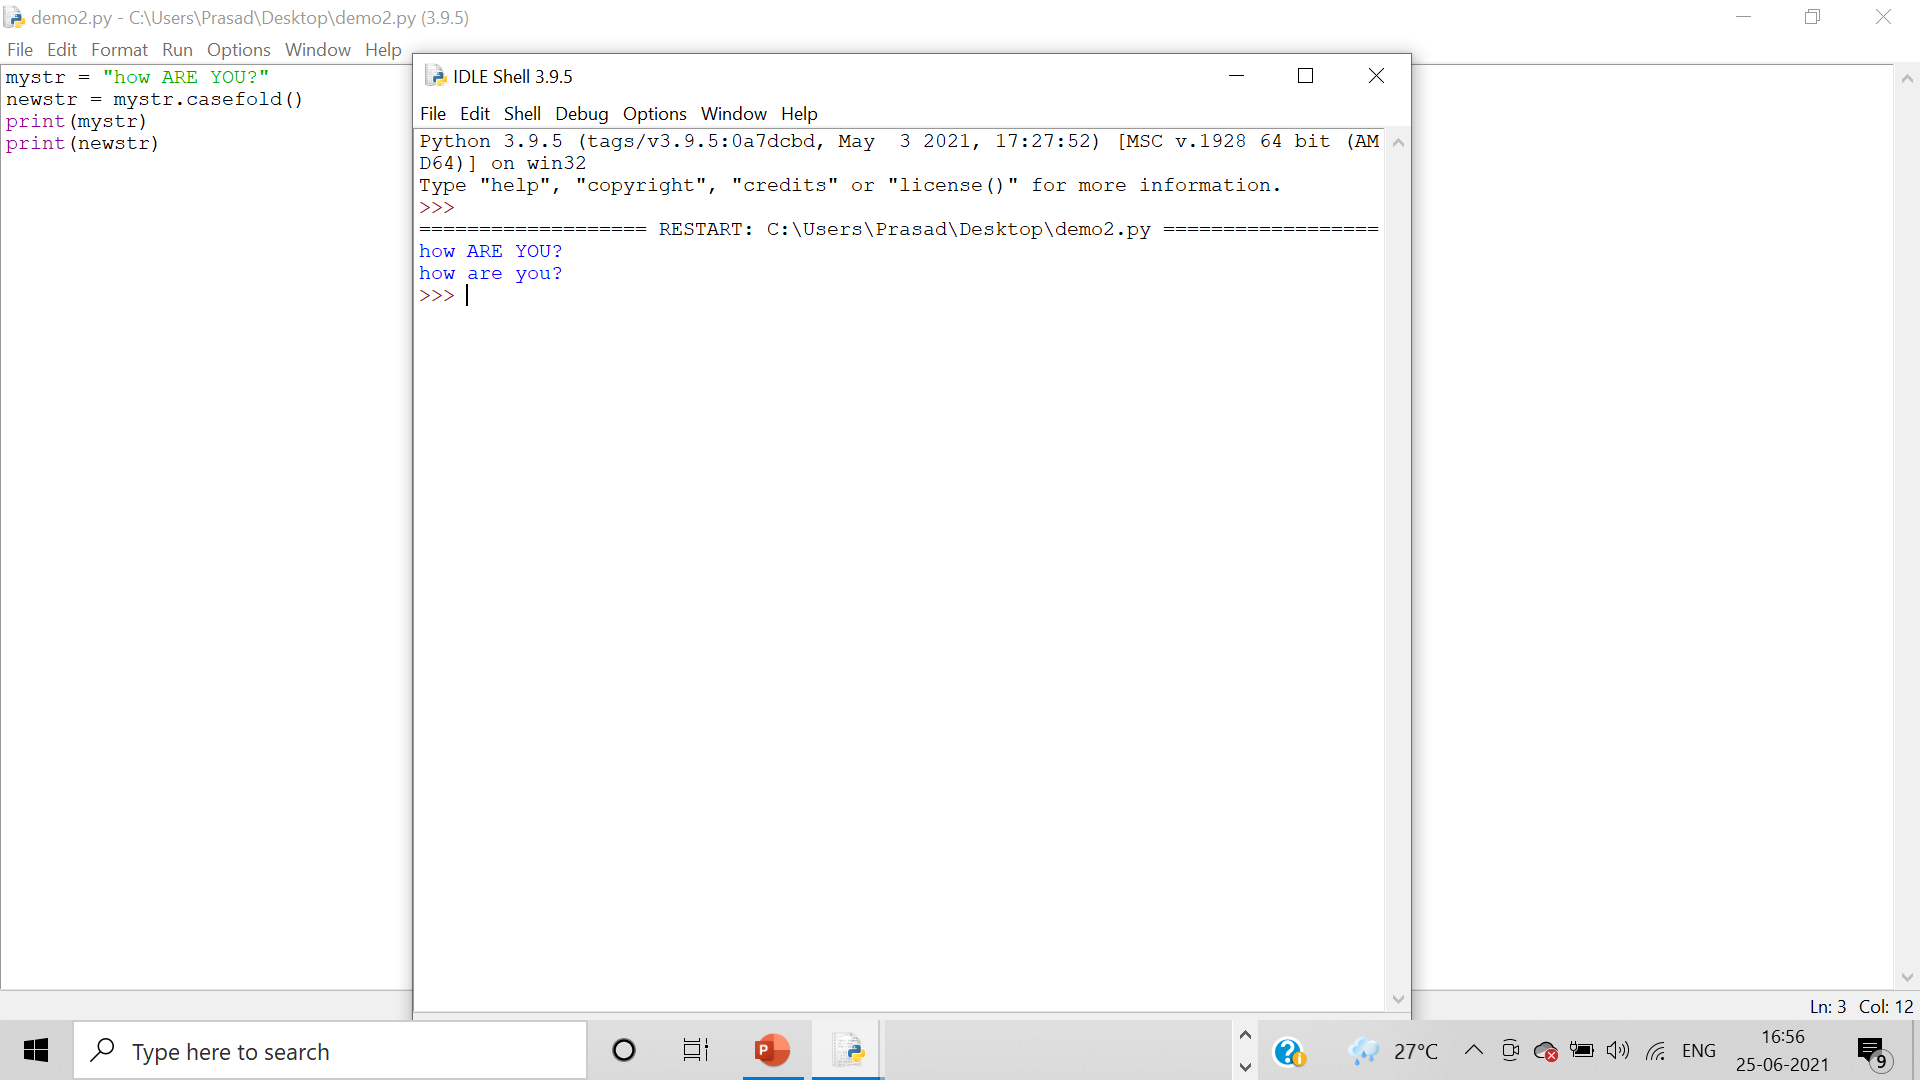 demo2.py - C:\Users\Prasad\Desktop\demo2.py (3.9.5)
File Edit Format Run Options Window Help
mystr = "how ARE YOU?"
newstr = mystr.casefold()
print(mystr)
print(newstr)
IDLE Shell 3.9.5
File Edit Shell Debug Options Window Help
Python 3.9.5 (tags/v3.9.5:0a7dcbd, May  3 2021, 17:27:52) [MSC v.1928 64 bit (AM
D64)] on win32
Type "help", "copyright", "credits" or "license()" for more information.
>>>
=================== RESTART: C:\Users\Prasad\Desktop\demo2.py ==================
how ARE YOU?
how are you?
>>>
Ln: 3 Col: 12
Type here to search
P
27°C
ENG
16:56
25-06-2021
9